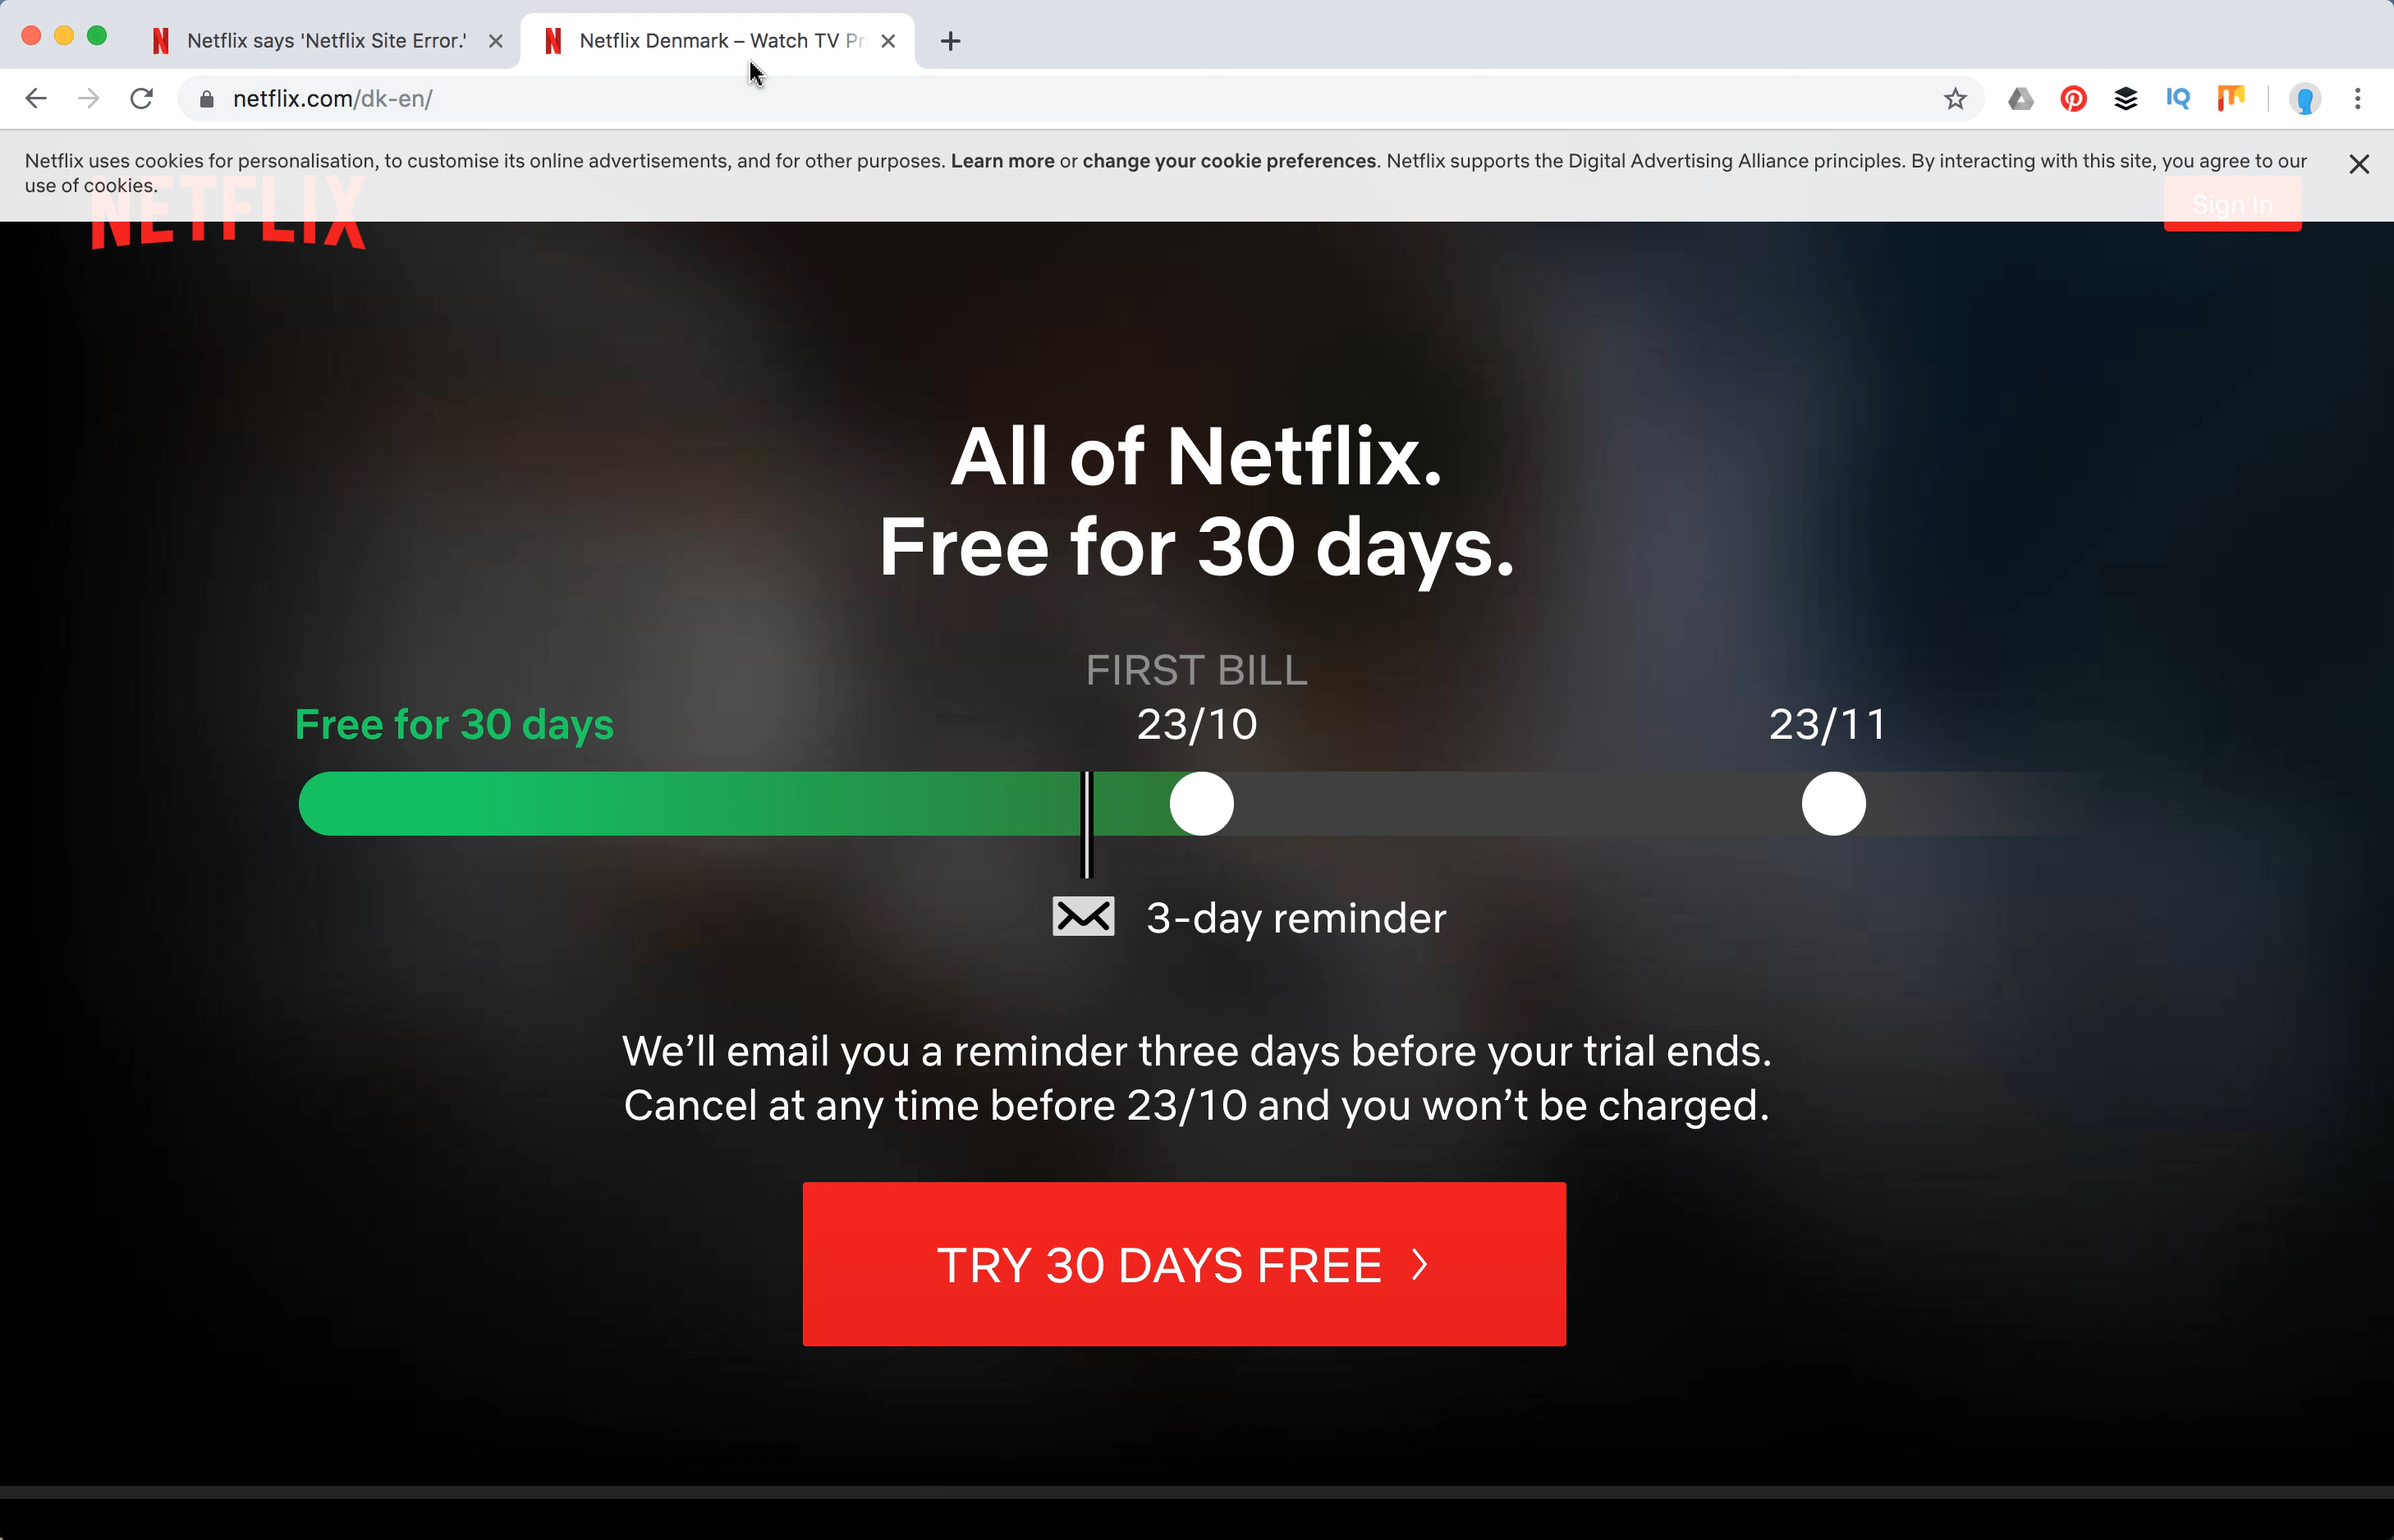 Netflix says 'Netflix Site Error.'
Netflix Denmark – Watch TV Pr
netflix.com/dk-en/
IQ
Netflix uses cookies for personalisation, to customise its online advertisements, and for other purposes. Learn more or change your cookie preferences. Netflix supports the Digital Advertising Alliance principles. By interacting with this site, you agree to our
use of cookies.
NETFLIX
Sign In
All of Netflix.
Free for 30 days.
FIRST BILL
Free for 30 days 23/10 23/11
3-day reminder
We'll email you a reminder three days before your trial ends.
Cancel at any time before 23/10 and you won't be charged.
TRY 30 DAYS FREE